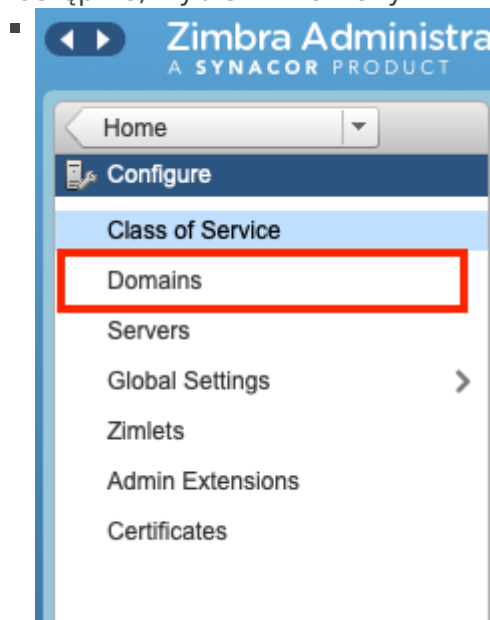 Zimbra Administra
A SYNACOR PRODUCT
Home
Configure
Class of Service
Domains
Servers
Global Settings
Zimlets
Admin Extensions
Certificates